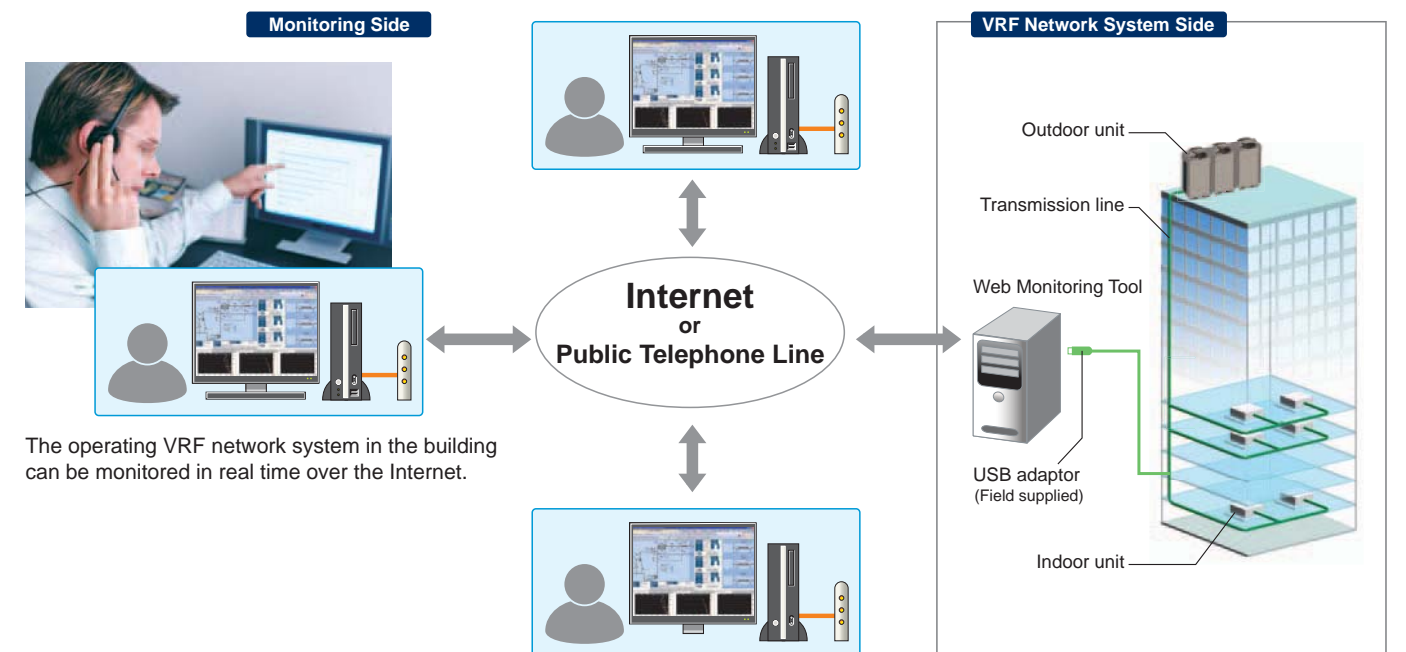 Monitoring Side
VRF Network System Side
Outdoor unit
Transmission line
Web Monitoring Tool
Internet
or
Public Telephone Line
The operating VRF network system in the building
can be monitored in real time over the Internet.
USB adaptor
(Field supplied)
Indoor unit